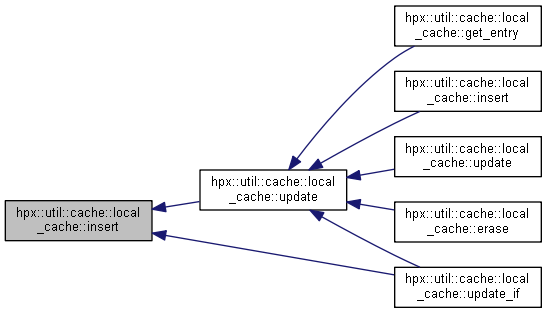 hpx::util::cache::local
_cache::get_entry
hpx::util::cache::local
_cache::insert
hpx::util::cache::local
_cache::update
hpx::util::cache::local
_cache::update
hpx::util::cache::local
_cache::insert
hpx::util::cache::local
_cache::erase
hpx::util::cache::local
_cache::update_if